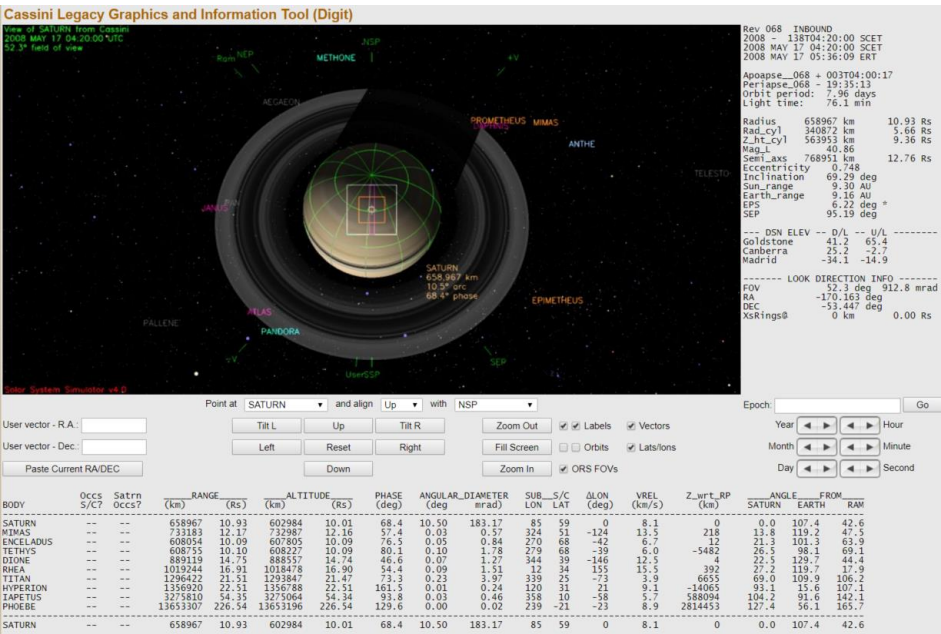 Cassini Legacy Graphics and Information Tool (Digit)
View of SATURN from Cassini
2008 MAY 17 04:20:00 UTC
52.3° field of view
NSP
Ram NEP
METHONE
+V
AEGAEON
PROMETHEUS MIMAS
DAPHNIS
ANTHE
TELESTO
JANUS PAN
SATURN
658,967 km
10.5° arc
68.4° phase
EPIMETHEUS
ATLAS
PALLENE
PANDORA
-V
SEP
UserSSP
Solar System Simulator v4.0
Rev 068 INBOUND
2008 - 138T04:20:00 SCET
2008 MAY 17 04:20:00 SCET
2008 MAY 17 05:36:09 ERT
Apoapse__068 + 003T04:00:17
Periapse_068 - 19:35:13
Orbit period: 7.96 days
Light time: 76.1 min
Radius 658967 km 10.93 Rs
Rad_cyl 340872 km 5.66 Rs
Z_ht_cyl 563953 km 9.36 Rs
Mag_L 40.86
Semi_axs 768951 km 12.76 Rs
Eccentricity 0.748
Inclination 69.29 deg
Sun_range 9.30 AU
Earth_range 9.16 AU
EPS 6.22 deg *
SEP 95.19 deg
--- DSN ELEV -- D/L -- U/L --------
Goldstone 41.2 65.4
Canberra 25.2 -2.7
Madrid -34.1 -14.9
------- LOOK DIRECTION INFO -------
FOV 52.3 deg 912.8 mrad
RA -170.163 deg
DEC -53.447 deg
XsRings@ 0 km 0.00 Rs
Point at SATURN and align Up with NSP
Epoch: Go
User vector - R.A.: Tilt L Up Tilt R Zoom Out Labels Vectors Year Hour
User vector - Dec.: Left Reset Right Fill Screen Orbits Lats/lons Month Minute
Paste Current RA/DEC Down Zoom In ORS FOVs Day Second
Occs Satrn ____RANGE____ ____ALTITUDE____ PHASE ANGULAR_DIAMETER SUB__S/C ΔLON VREL Z_wrt_RP ____ANGLE___FROM____
BODY S/C? Occs? (km) (Rs) (km) (Rs) (deg) (deg mrad) LON LAT (deg) (km/s) (km) SATURN EARTH RAM
SATURN -- -- 658967 10.93 602984 10.01 68.4 10.50 183.17 85 59 0 8.1 0 0.0 107.4 42.6
MIMAS -- -- 733183 12.17 732987 12.16 57.4 0.03 0.57 324 51 -124 13.5 218 13.8 119.2 47.5
ENCELADUS -- -- 608054 10.09 607805 10.09 76.5 0.05 0.84 270 68 -42 6.7 12 21.3 101.3 63.9
TETHYS -- -- 608755 10.10 608227 10.09 80.1 0.10 1.78 279 68 -39 6.0 -5482 26.5 98.1 69.1
DIONE -- -- 889119 14.75 888557 14.74 46.6 0.07 1.27 344 39 -146 12.5 4 22.5 129.7 44.4
RHEA -- -- 1019244 16.91 1018478 16.90 54.4 0.09 1.51 12 34 155 15.5 392 27.2 119.7 17.9
TITAN -- -- 1296422 21.51 1293847 21.47 73.3 0.23 3.97 339 25 -73 3.9 6655 69.0 109.9 106.2
HYPERION -- -- 1356920 22.51 1356788 22.51 161.5 0.01 0.24 120 31 21 9.1 -14065 93.1 15.6 107.1
IAPETUS -- -- 3275810 54.35 3275064 54.34 93.8 0.03 0.46 358 10 -58 5.7 588094 104.2 91.6 142.1
PHOEBE -- -- 13653307 226.54 13653196 226.54 129.6 0.00 0.02 239 -21 -23 8.9 2814453 127.4 56.1 165.7
SATURN -- -- 658967 10.93 602984 10.01 68.4 10.50 183.17 85 59 0 8.1 0 0.0 107.4 42.6